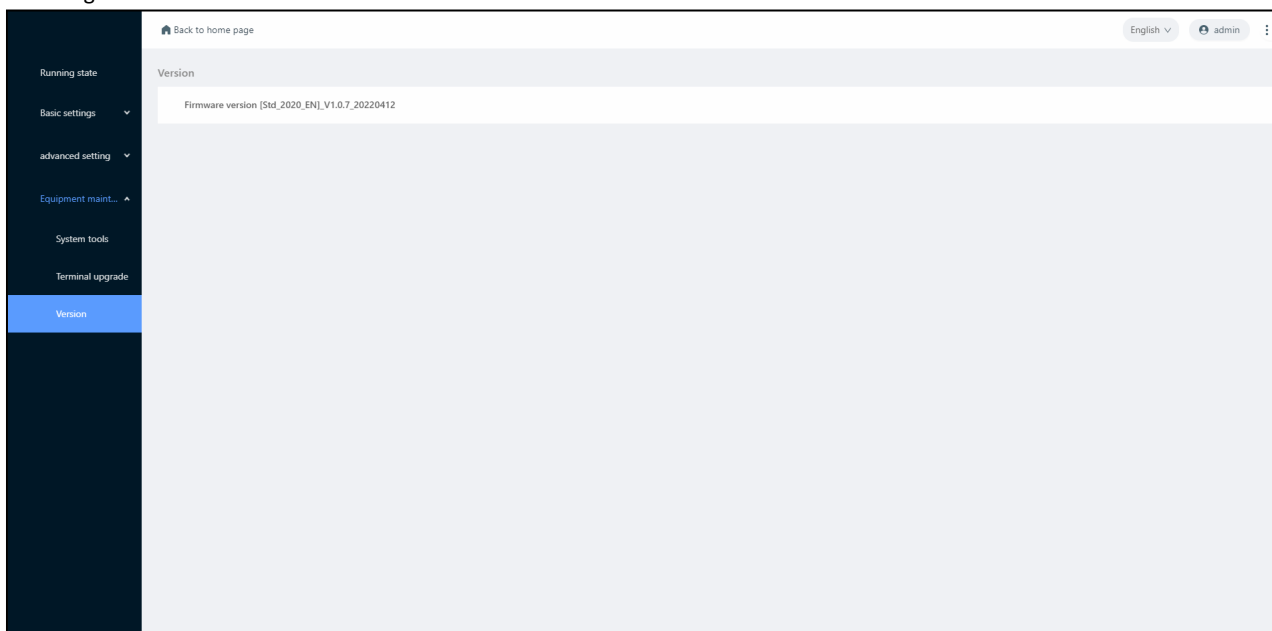 Back to home page
English
admin
Running state
Basic settings
advanced setting
Equipment maint...
System tools
Terminal upgrade
Version
Version
Firmware version [Std_2020_EN]_V1.0.7_20220412